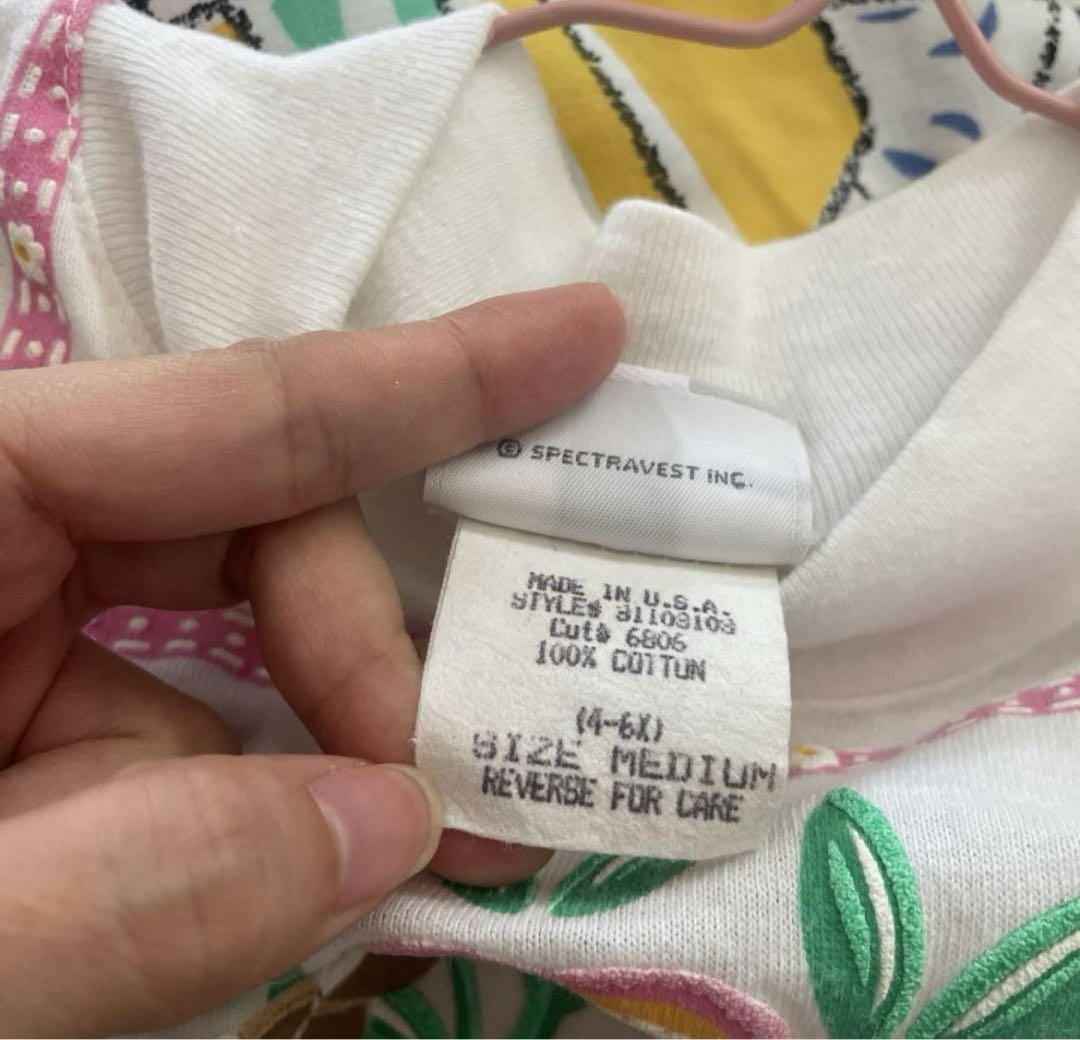 © SPECTRAVEST INC.
MADE IN U.S.A.
STYLE# 31103103
Cut# 6806
100% COTTON
(4-6X)
SIZE MEDIUM
REVERSE FOR CARE